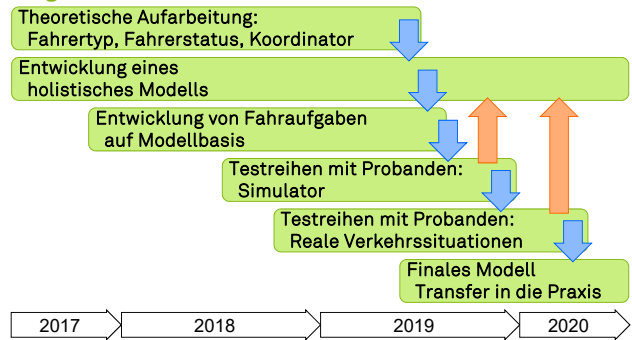 Theoretische Aufarbeitung:
Fahrertyp, Fahrerstatus, Koordinator
Entwicklung eines
holistisches Modells
Entwicklung von Fahraufgaben
auf Modellbasis
Testreihen mit Probanden:
Simulator
Testreihen mit Probanden:
Reale Verkehrssituationen
Finales Modell
Transfer in die Praxis
2017
2018
2019
2020